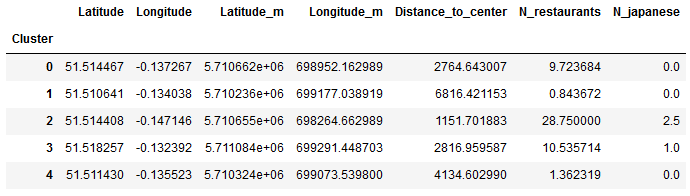 Latitude Longitude Latitude_m Longitude_m Distance_to_center N_restaurants N_japanese
Cluster
0 51.514467 -0.137267 5.710662e+06 698952.162989 2764.643007 9.723684 0.0
1 51.510641 -0.134038 5.710236e+06 699177.038919 6816.421153 0.843672 0.0
2 51.514408 -0.147146 5.710655e+06 698264.662989 1151.701883 28.750000 2.5
3 51.518257 -0.132392 5.711084e+06 699291.448703 2816.959587 10.535714 1.0
4 51.511430 -0.135523 5.710324e+06 699073.539800 4134.602990 1.362319 0.0